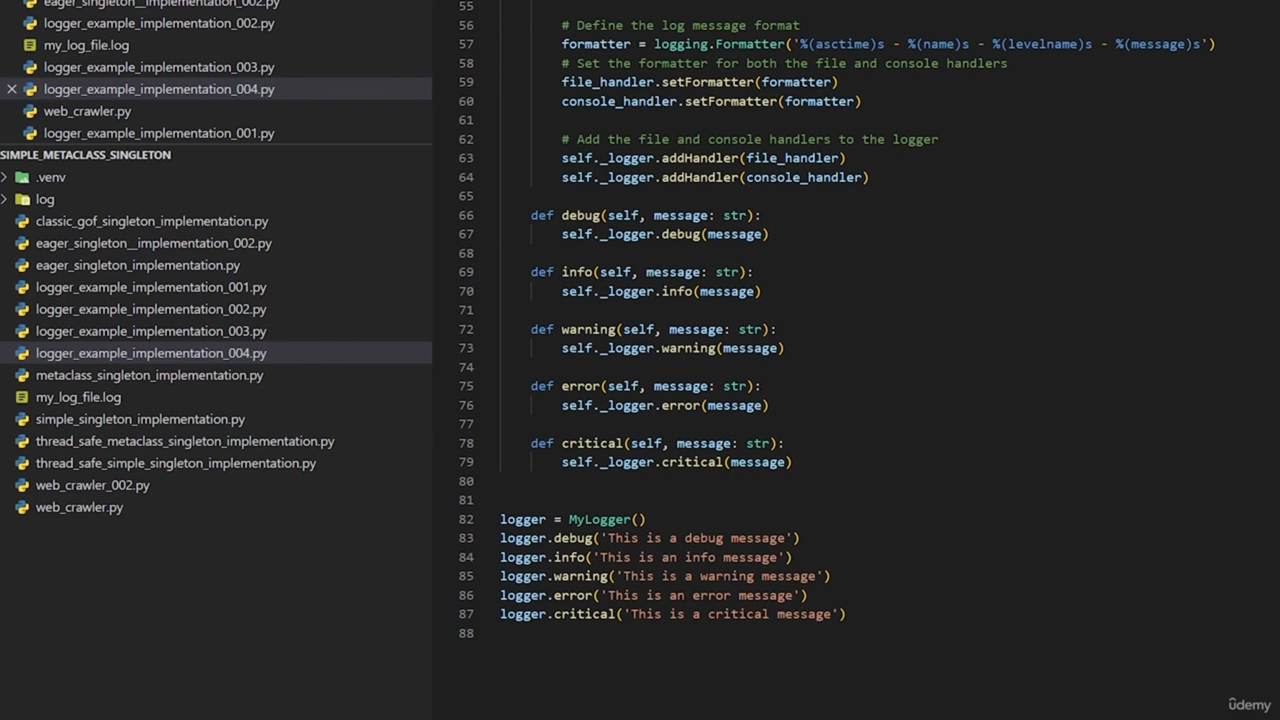 eager_singleton__implementation_002.py
logger_example_implementation_002.py
my_log_file.log
logger_example_implementation_003.py
logger_example_implementation_004.py
web_crawler.py
logger_example_implementation_001.py
SIMPLE_METACLASS_SINGLETON
.venv
log
classic_gof_singleton_implementation.py
eager_singleton__implementation_002.py
eager_singleton_implementation.py
logger_example_implementation_001.py
logger_example_implementation_002.py
logger_example_implementation_003.py
logger_example_implementation_004.py
metaclass_singleton_implementation.py
my_log_file.log
simple_singleton_implementation.py
thread_safe_metaclass_singleton_implementation.py
thread_safe_simple_singleton_implementation.py
web_crawler_002.py
web_crawler.py
55
56 # Define the log message format
57 formatter = logging.Formatter('%(asctime)s - %(name)s - %(levelname)s - %(message)s')
58 # Set the formatter for both the file and console handlers
59 file_handler.setFormatter(formatter)
60 console_handler.setFormatter(formatter)
61
62 # Add the file and console handlers to the logger
63 self._logger.addHandler(file_handler)
64 self._logger.addHandler(console_handler)
65
66 def debug(self, message: str):
67 self._logger.debug(message)
68
69 def info(self, message: str):
70 self._logger.info(message)
71
72 def warning(self, message: str):
73 self._logger.warning(message)
74
75 def error(self, message: str):
76 self._logger.error(message)
77
78 def critical(self, message: str):
79 self._logger.critical(message)
80
81
82 logger = MyLogger()
83 logger.debug('This is a debug message')
84 logger.info('This is an info message')
85 logger.warning('This is a warning message')
86 logger.error('This is an error message')
87 logger.critical('This is a critical message')
88
ûdemy